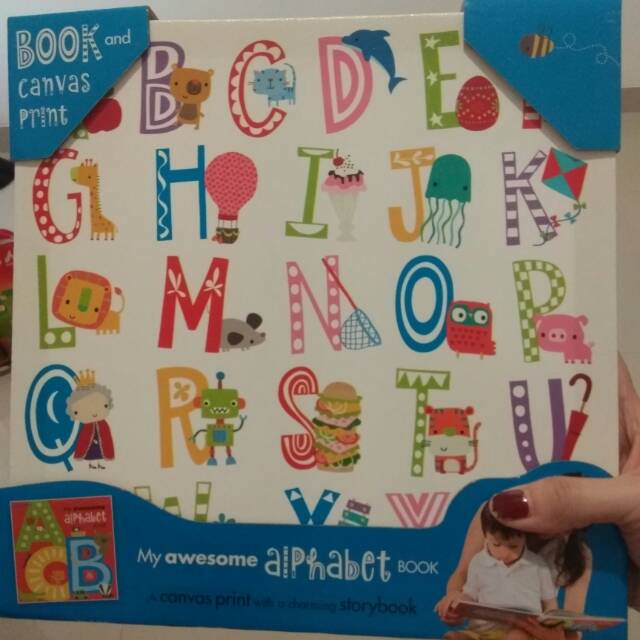 BOOK and
canvas
print
B C D E
G H I J K
L M N O P
Q R S T U
W X Y
My awesome alphabet BOOK
A canvas print with a charming storybook
alphabet
A B
C